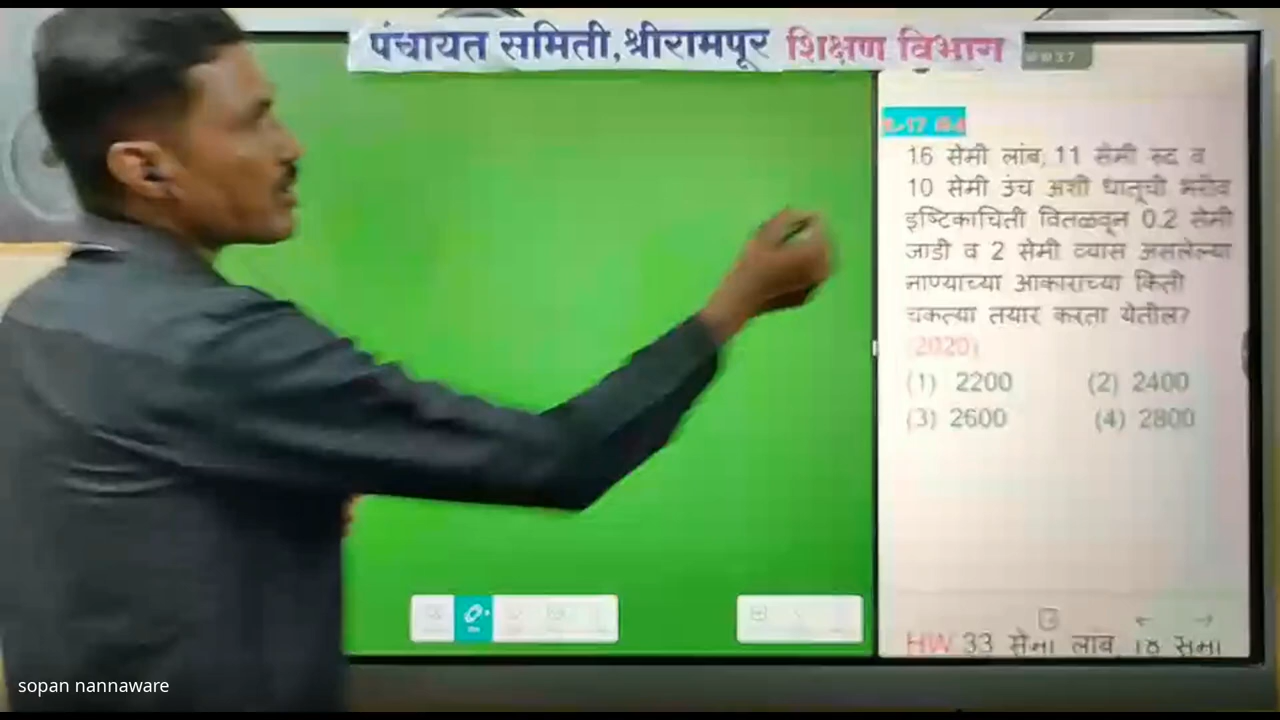 पंचायत समिती,श्रीरामपूर शिक्षण विभाग
16 सेमी लांब, 11 सेमी रुंद व
10 सेमी उंच अशी धातूची भरीव
इष्टिकाचिती वितळवून 0.2 सेमी
जाडी व 2 सेमी व्यास असलेल्या
नाण्याच्या आकाराच्या किती
चकत्या तयार करता येतील?
(2020)
(1) 2200 (2) 2400
(3) 2600 (4) 2800
HW 33 सेमी लांब, 18 सेमी
sopan nannaware